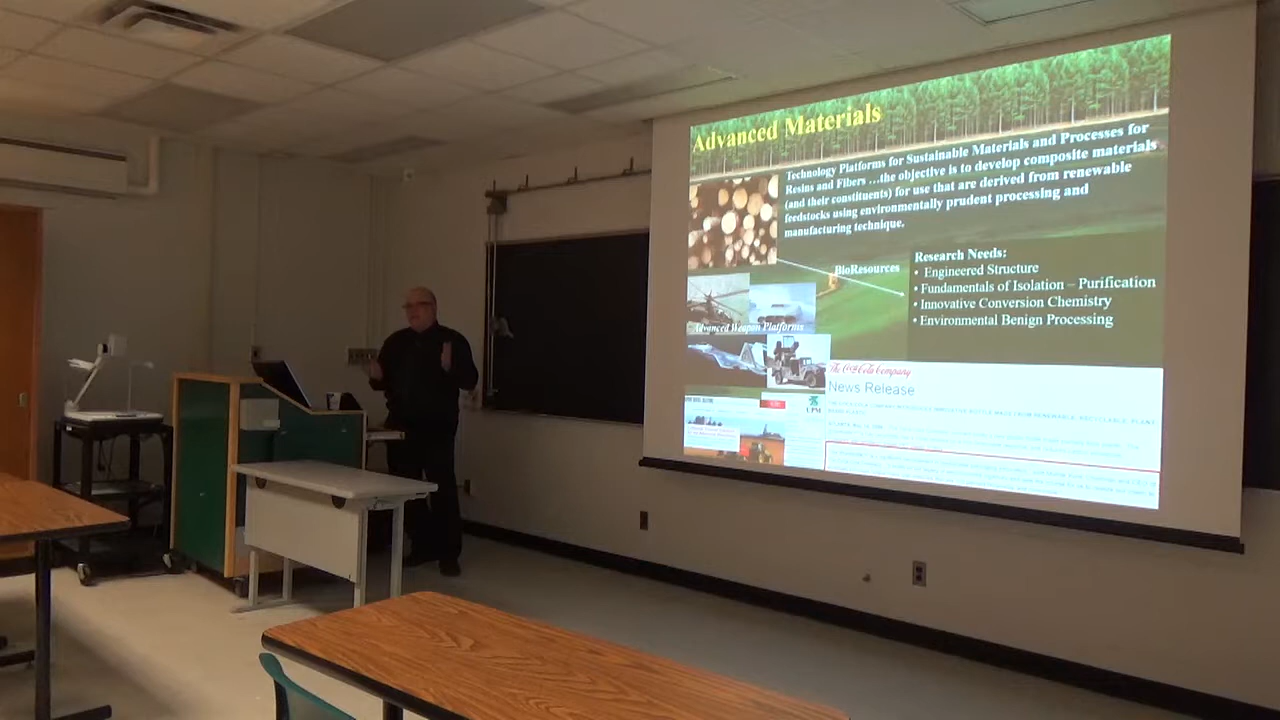 Advanced Materials
Technology Platforms for Sustainable Materials and Processes for
Resins and Fibers ...the objective is to develop composite materials
(and their constituents) for use that are derived from renewable
feedstocks using environmentally prudent processing and
manufacturing technique.
BioResources
Research Needs:
• Engineered Structure
• Fundamentals of Isolation – Purification
• Innovative Conversion Chemistry
• Environmental Benign Processing
Advanced Weapon Platforms
The Coca-Cola Company
News Release
UPM